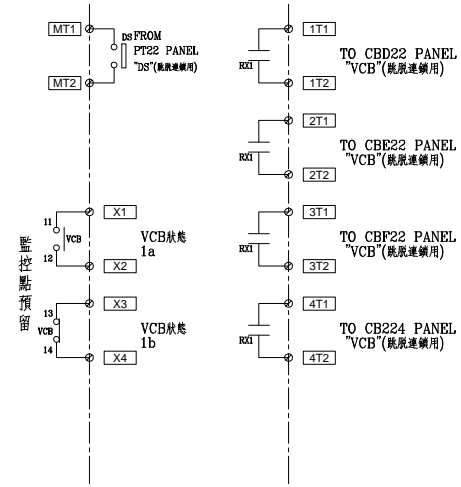 MT1
DS FROM
PT22 PANEL
"DS"(跳脫連鎖用)
MT2
11
VCB
12
X1
X2
VCB狀態
1a
監控點預留
13
VCB
14
X3
X4
VCB狀態
1b
1T1
RX1
1T2
TO CBD22 PANEL
"VCB"(跳脫連鎖用)
2T1
RX1
2T2
TO CBE22 PANEL
"VCB"(跳脫連鎖用)
3T1
RX1
3T2
TO CBF22 PANEL
"VCB"(跳脫連鎖用)
4T1
RX1
4T2
TO CB224 PANEL
"VCB"(跳脫連鎖用)